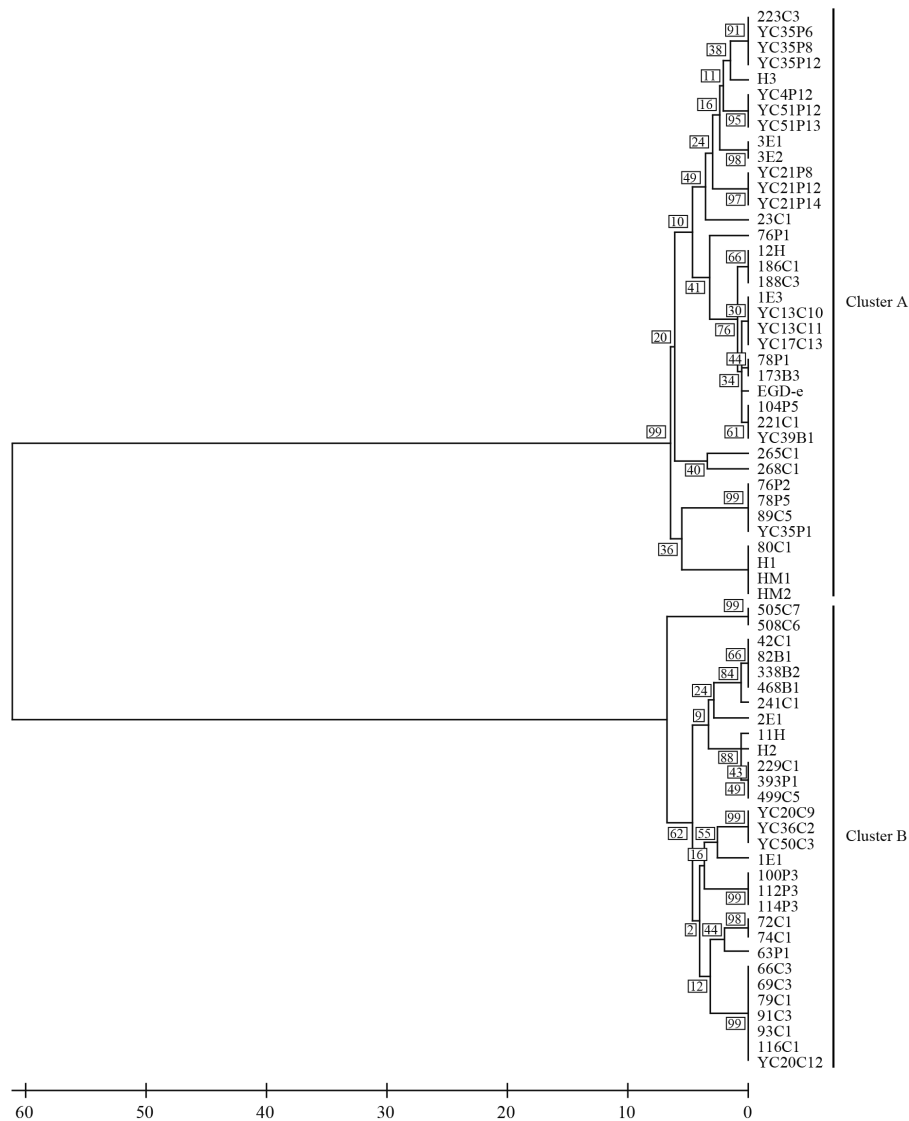 223C3
91
YC35P6
38
YC35P8
YC35P12
11
H3
YC4P12
16
YC51P12
95
YC51P13
24
3E1
98
3E2
YC21P8
49
YC21P12
97
YC21P14
10
23C1
76P1
66
12H
186C1
41
188C3
1E3
Cluster A
30
YC13C10
76
YC13C11
20
YC17C13
44
78P1
34
173B3
EGD-e
104P5
221C1
99
61
YC39B1
265C1
40
268C1
76P2
99
78P5
89C5
YC35P1
36
80C1
H1
HM1
HM2
99
505C7
508C6
42C1
66
82B1
84
338B2
24
468B1
241C1
9
2E1
11H
88
H2
43
229C1
393P1
49
499C5
YC20C9
99
62
55
YC36C2
Cluster B
YC50C3
16
1E1
100P3
112P3
99
114P3
98
72C1
2
44
74C1
63P1
66C3
12
69C3
79C1
91C3
99
93C1
116C1
YC20C12
60 50 40 30 20 10 0